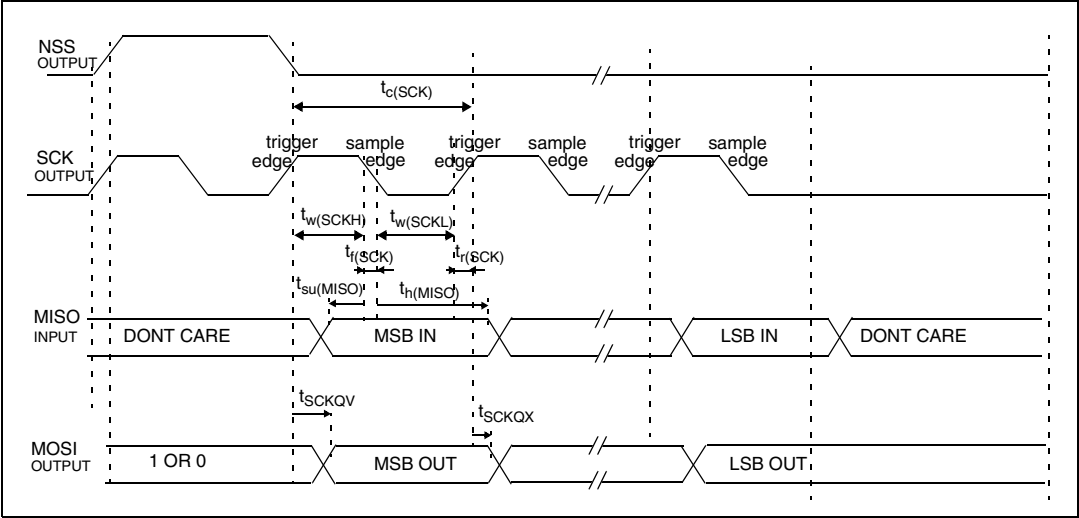 NSS
OUTPUT
tc(SCK)
trigger edge
sample edge
trigger edge
sample edge
trigger edge
sample edge
SCK
OUTPUT
tw(SCKH)
tw(SCKL)
tf(SCK)
tr(SCK)
tsu(MISO)
th(MISO)
MISO
INPUT
DONT CARE
MSB IN
LSB IN
DONT CARE
tSCKQV
tSCKQX
MOSI
OUTPUT
1 OR 0
MSB OUT
LSB OUT